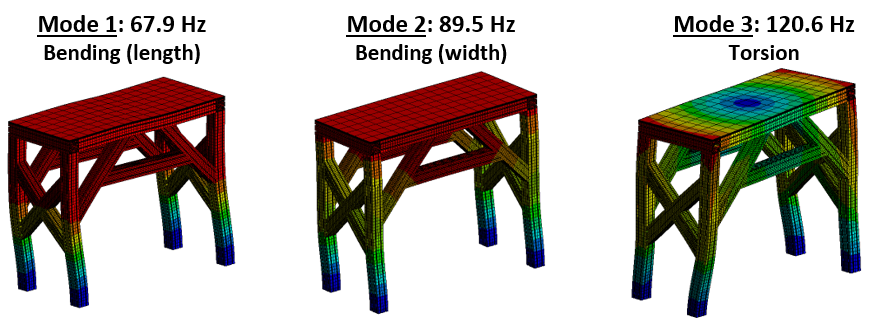 Mode 1: 67.9 Hz
Bending (length)
Mode 2: 89.5 Hz
Bending (width)
Mode 3: 120.6 Hz
Torsion